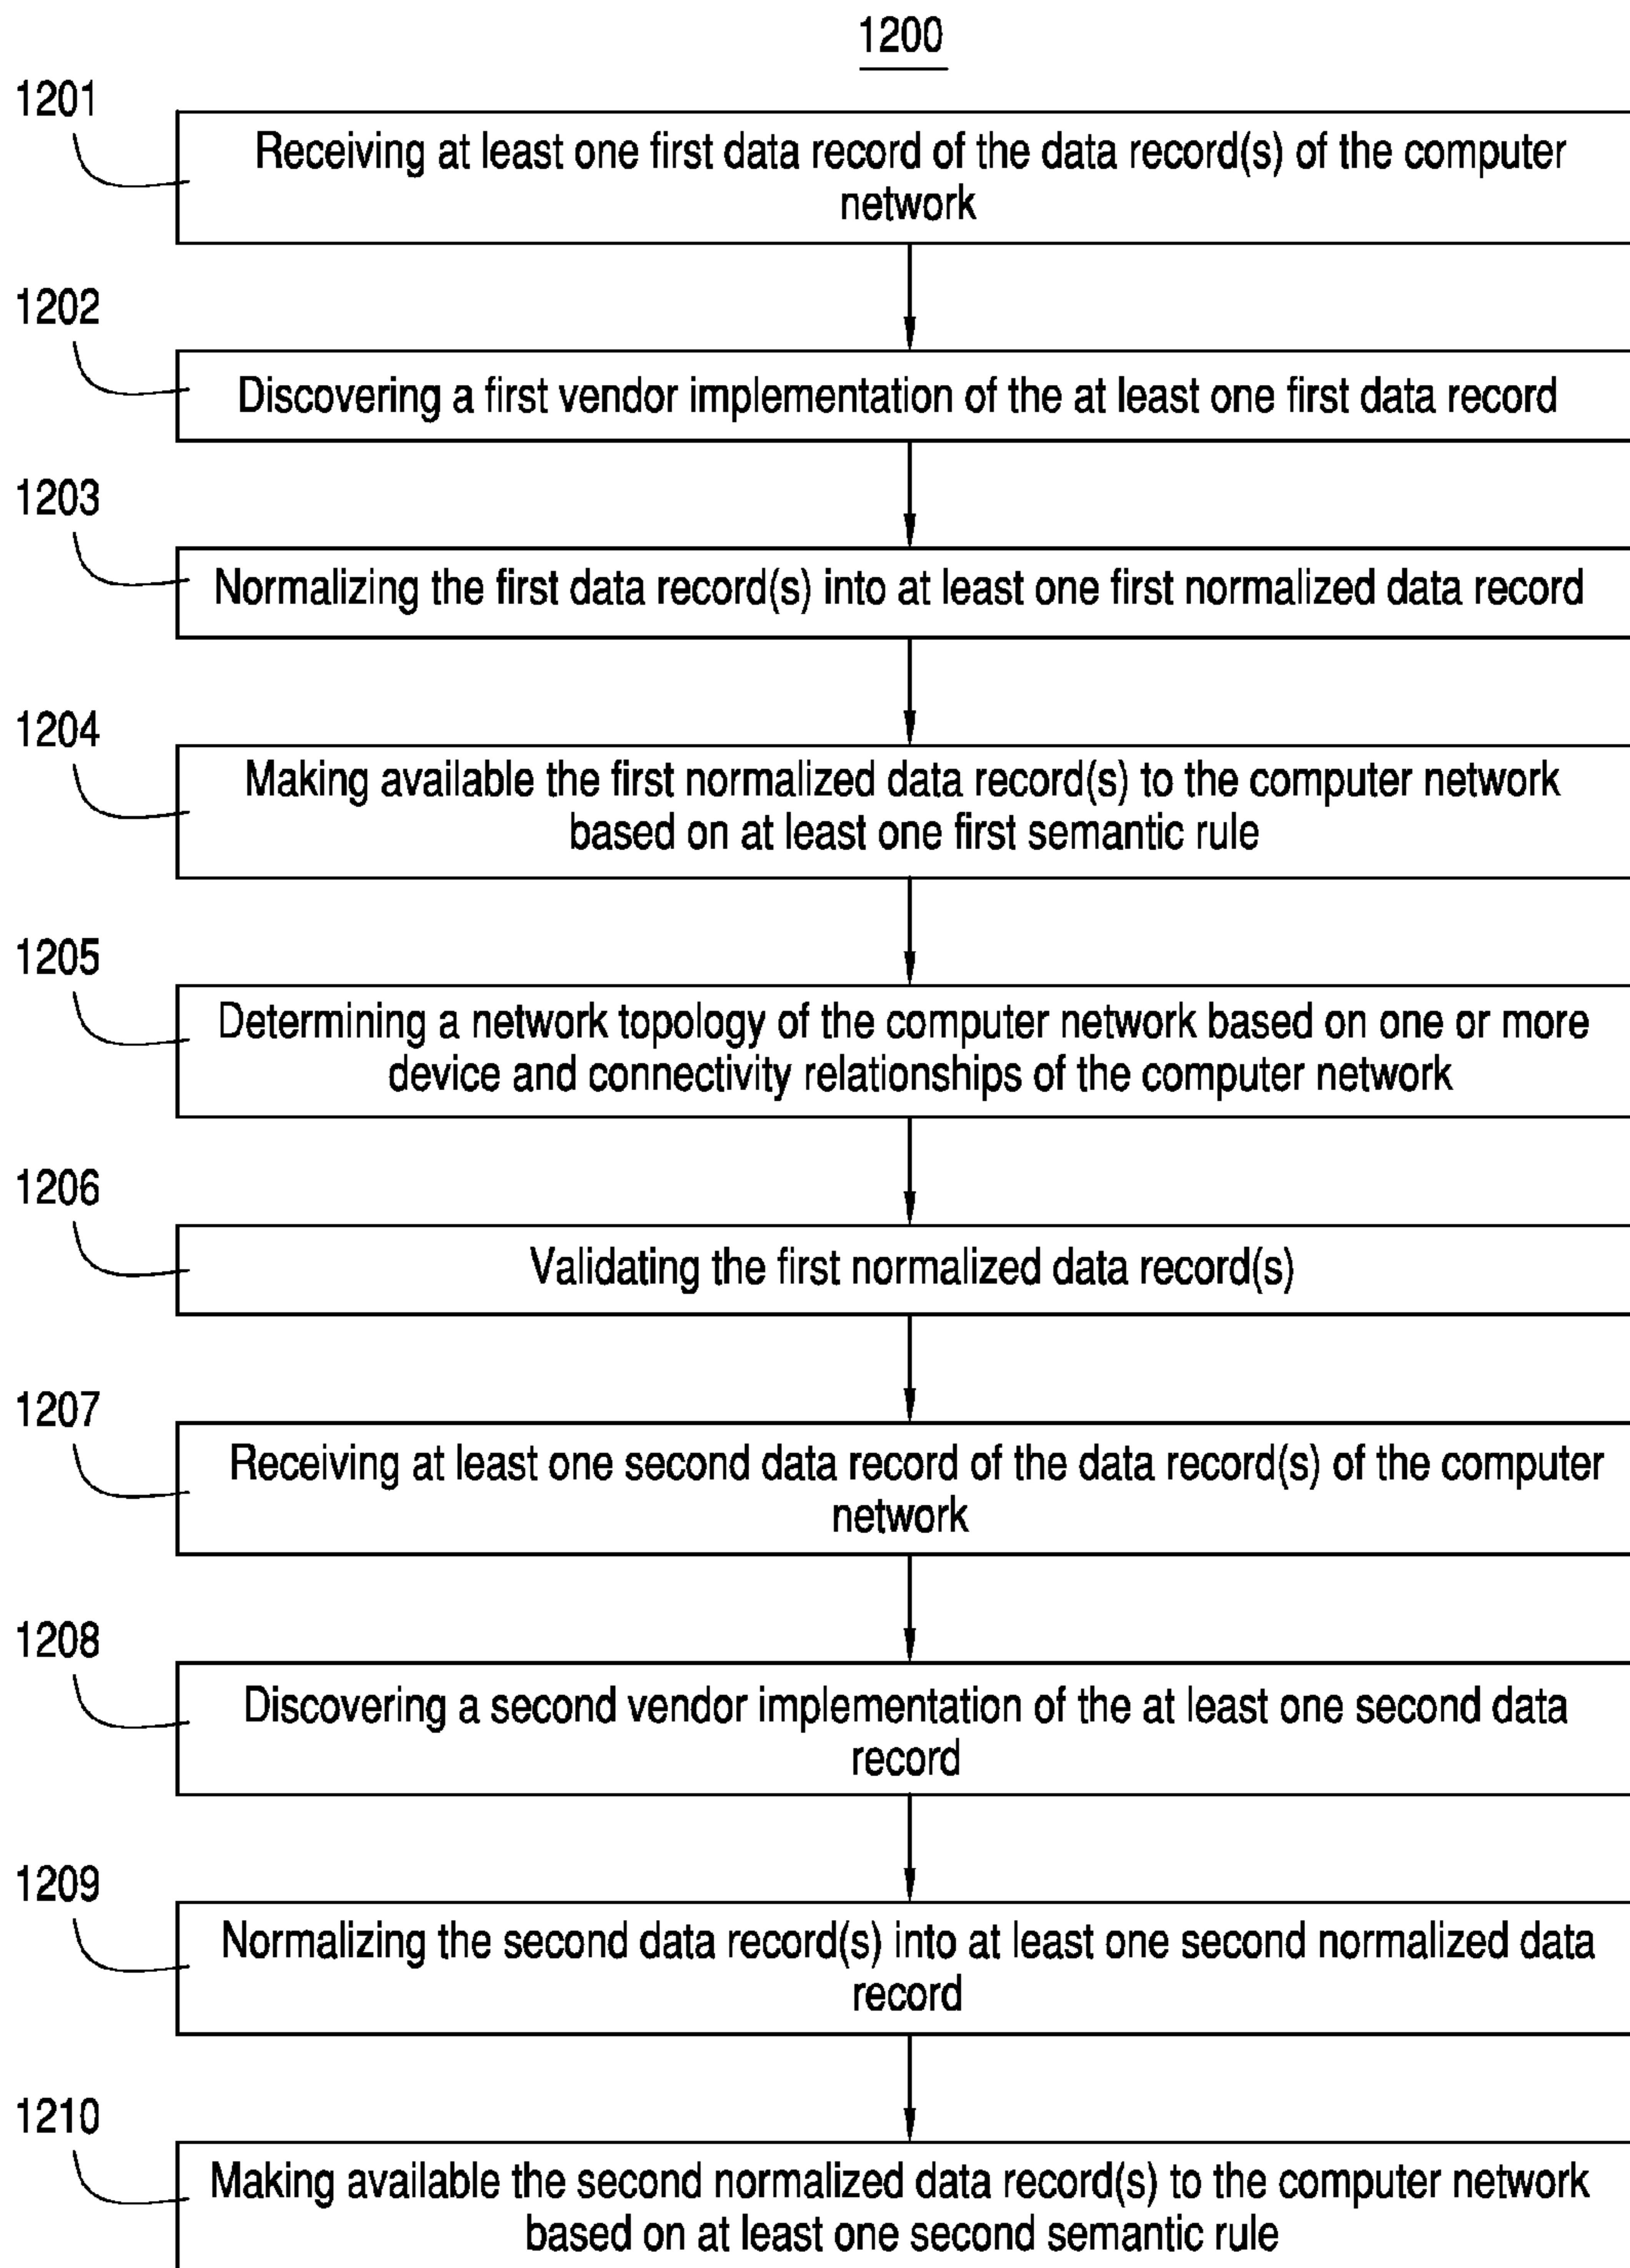 1200
1201
Receiving at least one first data record of the data record(s) of the computer
network
1202
Discovering a first vendor implementation of the at least one first data record
1203
Normalizing the first data record(s) into at least one first normalized data record
1204
Making available the first normalized data record(s) to the computer network
based on at least one first semantic rule
1205
Determining a network topology of the computer network based on one or more
device and connectivity relationships of the computer network
1206
Validating the first normalized data record(s)
1207
Receiving at least one second data record of the data record(s) of the computer
network
1208
Discovering a second vendor implementation of the at least one second data
record
1209
Normalizing the second data record(s) into at least one second normalized data
record
1210
Making available the second normalized data record(s) to the computer network
based on at least one second semantic rule